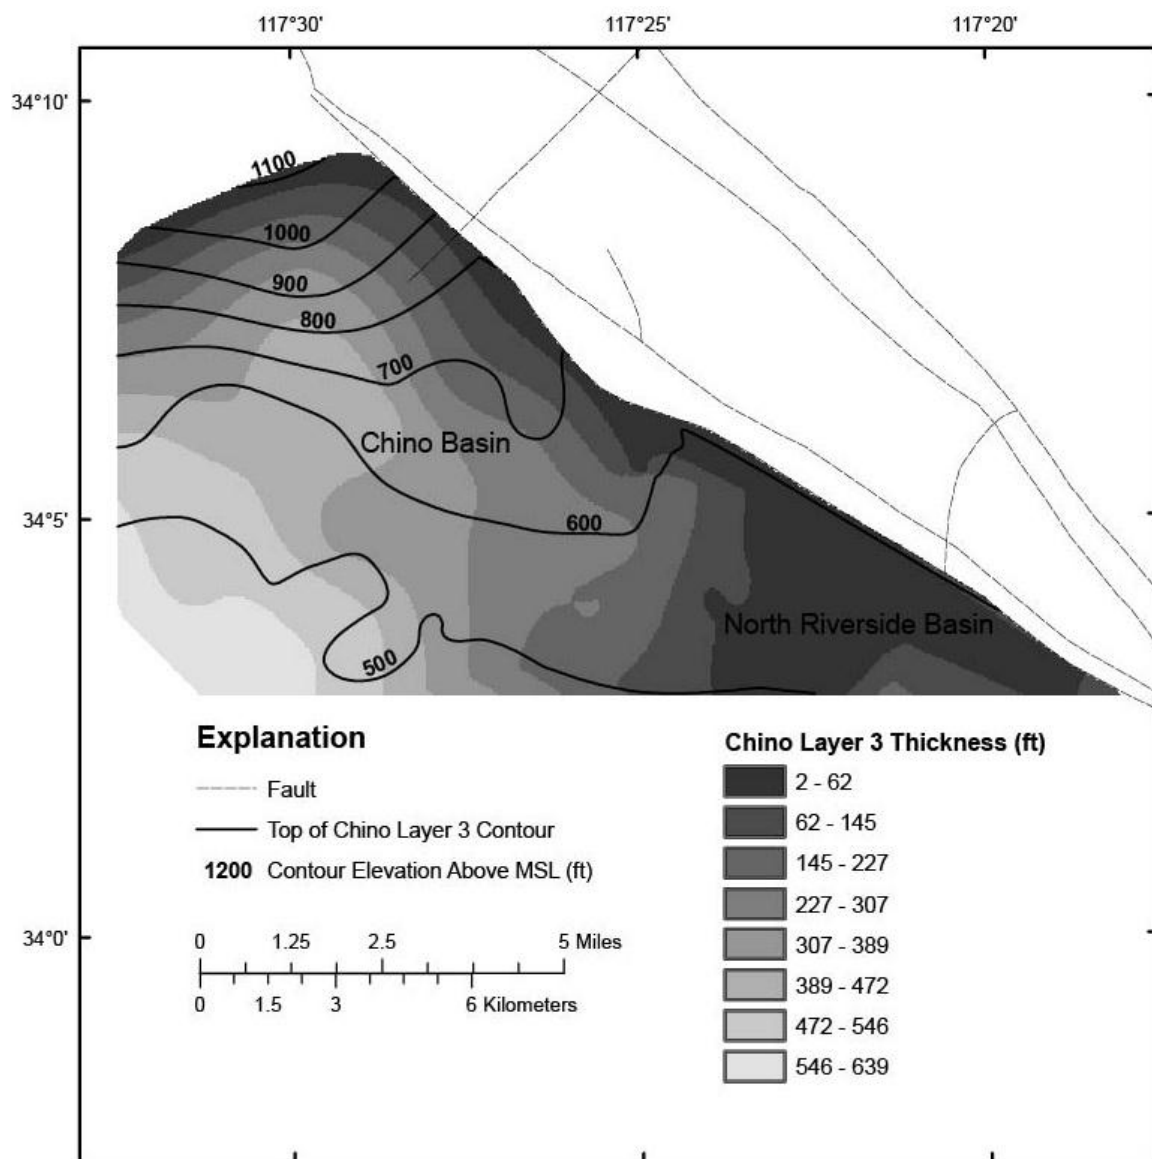 117°30' 117°25' 117°20'
34°10'
1100
1000
900
800
700
Chino Basin
34°5'
600
North Riverside Basin
500
Explanation
Fault
Top of Chino Layer 3 Contour
1200 Contour Elevation Above MSL (ft)
34°0'
0 1.25 2.5 5 Miles
0 1.5 3 6 Kilometers
Chino Layer 3 Thickness (ft)
2 - 62
62 - 145
145 - 227
227 - 307
307 - 389
389 - 472
472 - 546
546 - 639